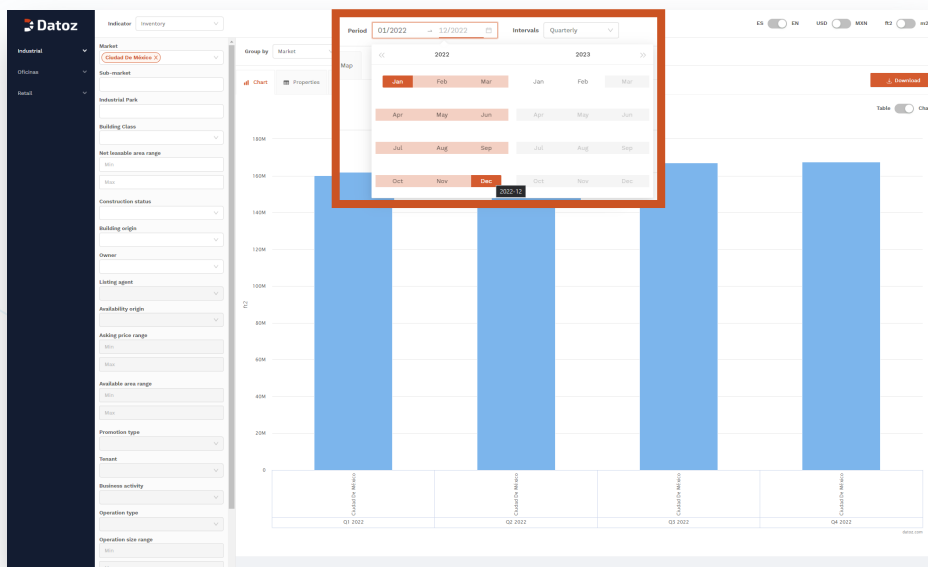 Datoz
Industrial
Oficinas
Retail
Indicator Inventory
Market
Ciudad De México X
Sub-market
Industrial Park
Building Class
Net leasable area range
Min
Max
Construction status
Building origin
Owner
Listing agent
Availability origin
Asking price range
Min
Max
Available area range
Min
Max
Promotion type
Tenant
Business activity
Operation type
Operation size range
Min
Group by Market
Period 01/2022 → 12/2022 Intervals Quarterly
ES EN USD MXN ft2 m2
Map
Chart Properties
Download
Table Cha
« 2022 2023 »
Jan Feb Mar Jan Feb Mar
Apr May Jun Apr May Jun
Jul Aug Sep Jul Aug Sep
Oct Nov Dec Oct Nov Dec
2022-12
180M
160M
140M
120M
100M
ft2
80M
60M
40M
20M
0
Ciudad De México
Ciudad De México
Ciudad De México
Ciudad De México
Q1 2022 Q2 2022 Q3 2022 Q4 2022
datoz.com